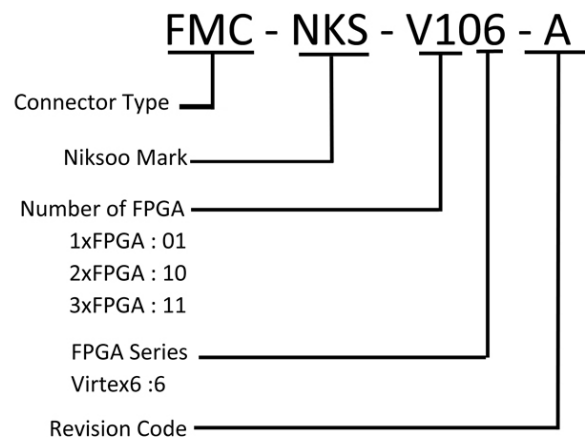 FMC - NKS - V106 - A
Connector Type
Niksoo Mark
Number of FPGA
1xFPGA : 01
2xFPGA : 10
3xFPGA : 11
FPGA Series
Virtex6 :6
Revision Code